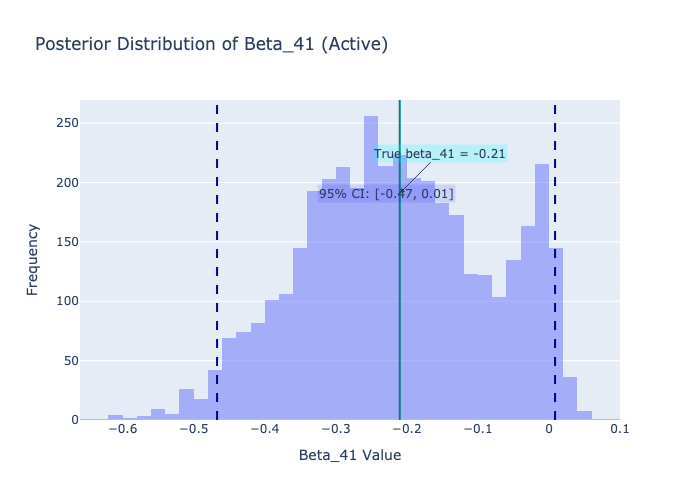 Posterior Distribution of Beta_41 (Active)
250
200
150
100
50
0
Frequency
True beta_41 = -0.21
95% CI: [-0.47, 0.01]
−0.6
−0.5
−0.4
−0.3
−0.2
−0.1
0
0.1
Beta_41 Value